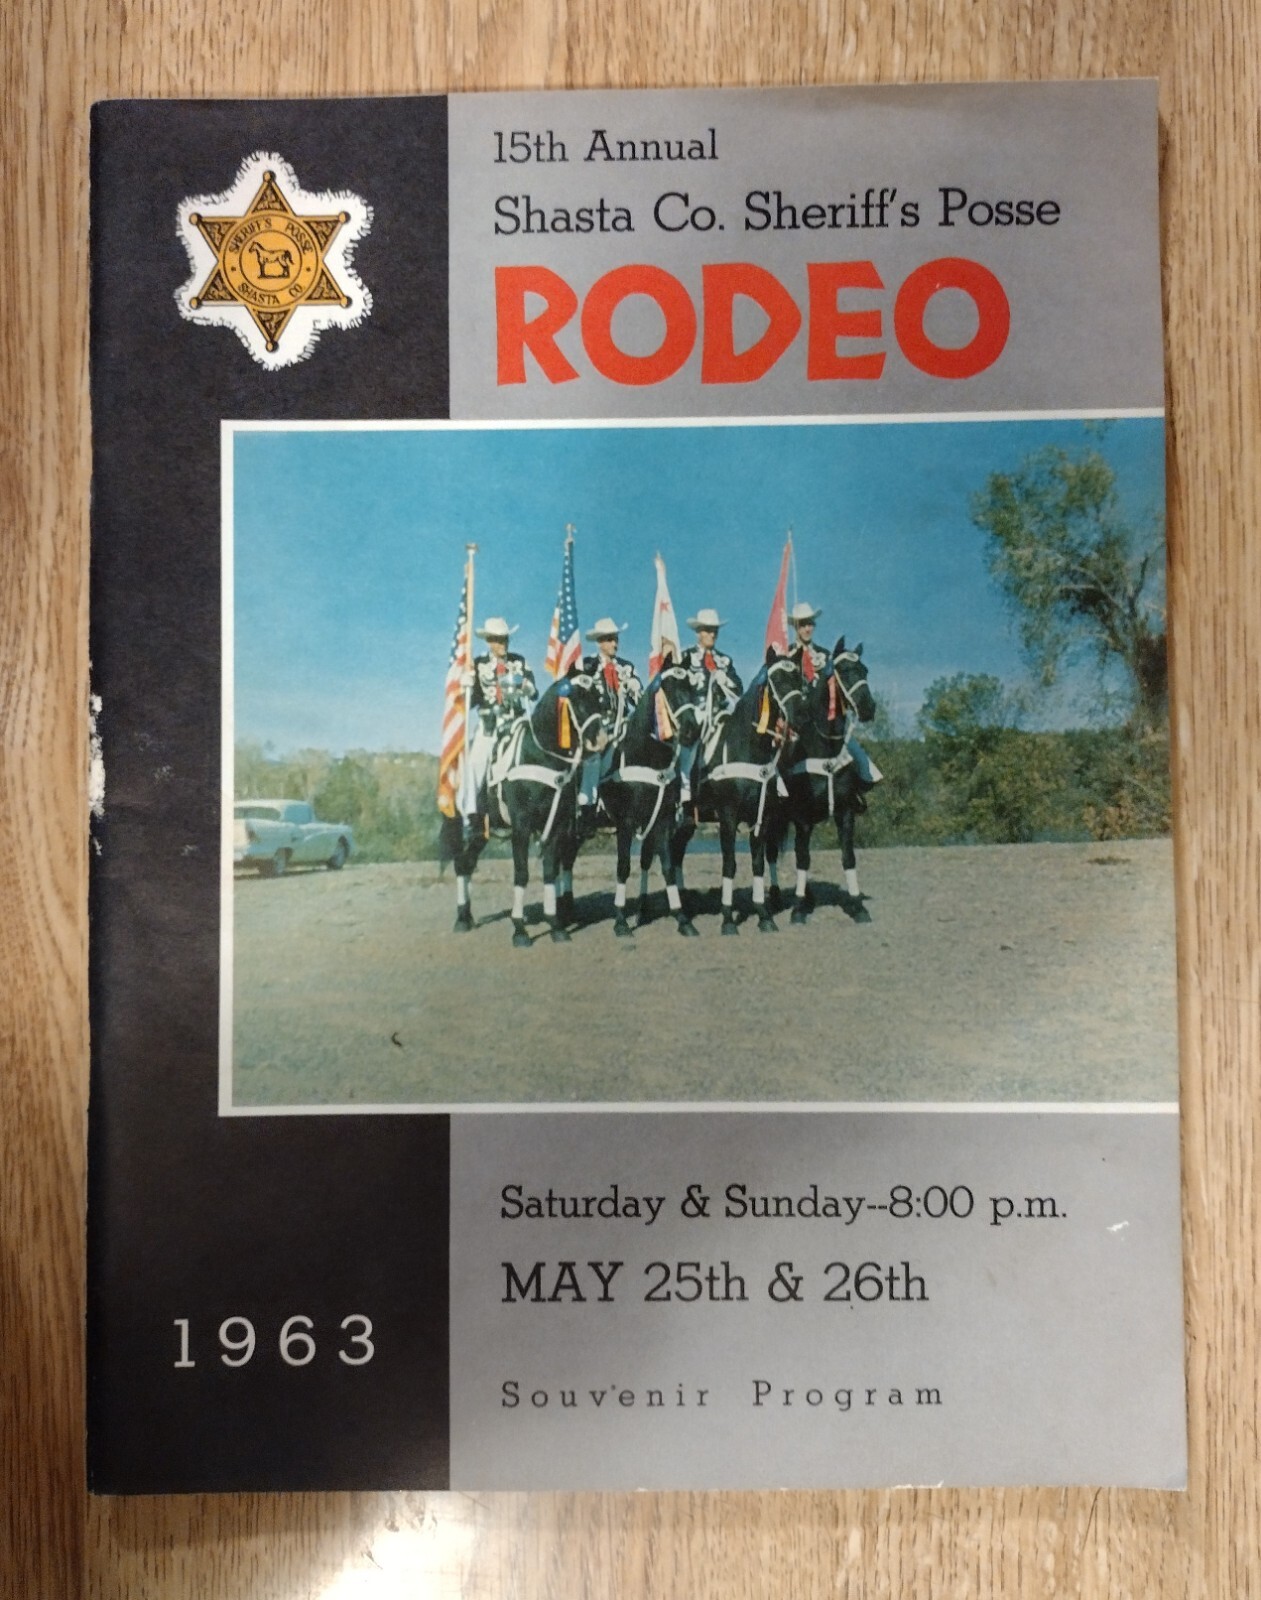 15th Annual
Shasta Co. Sheriff's Posse
RODEO
SHERIFF'S POSSE
SHASTA CO.
Saturday & Sunday--8:00 p.m.
MAY 25th & 26th
1963
Souvenir Program